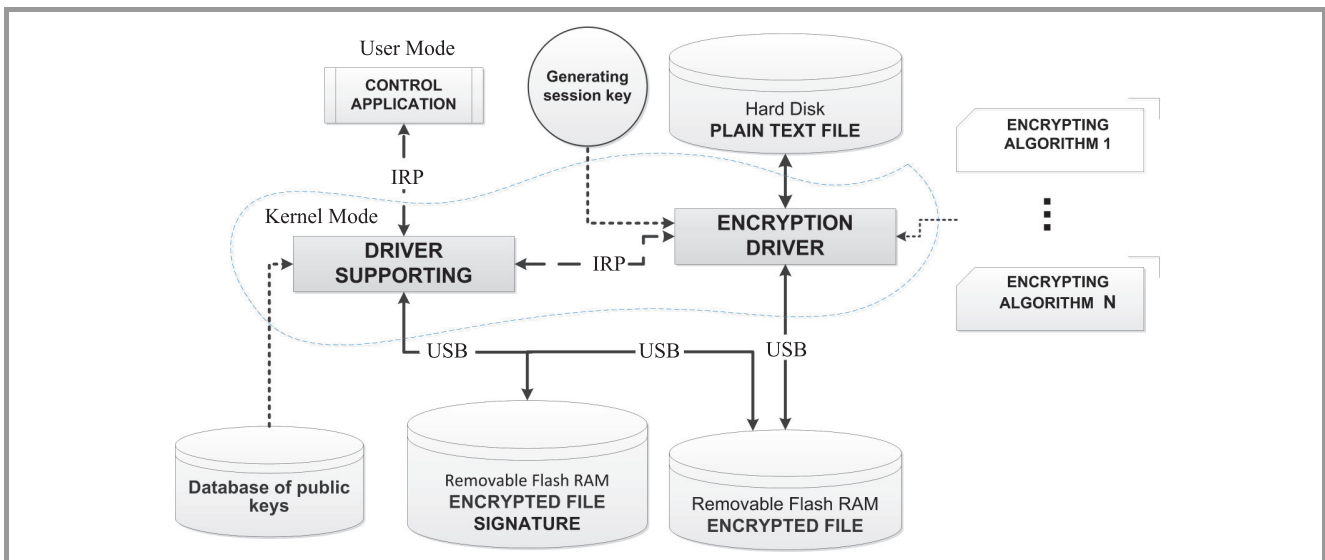 User Mode
CONTROL
APPLICATION
Generating
session key
Hard Disk
PLAIN TEXT FILE
ENCRYPTING
ALGORITHM 1
IRP
Kernel Mode
DRIVER
SUPPORTING
IRP
ENCRYPTION
DRIVER
ENCRYPTING
ALGORITHM N
USB
USB
USB
Database of public
keys
Removable Flash RAM
ENCRYPTED FILE
SIGNATURE
Removable Flash RAM
ENCRYPTED FILE